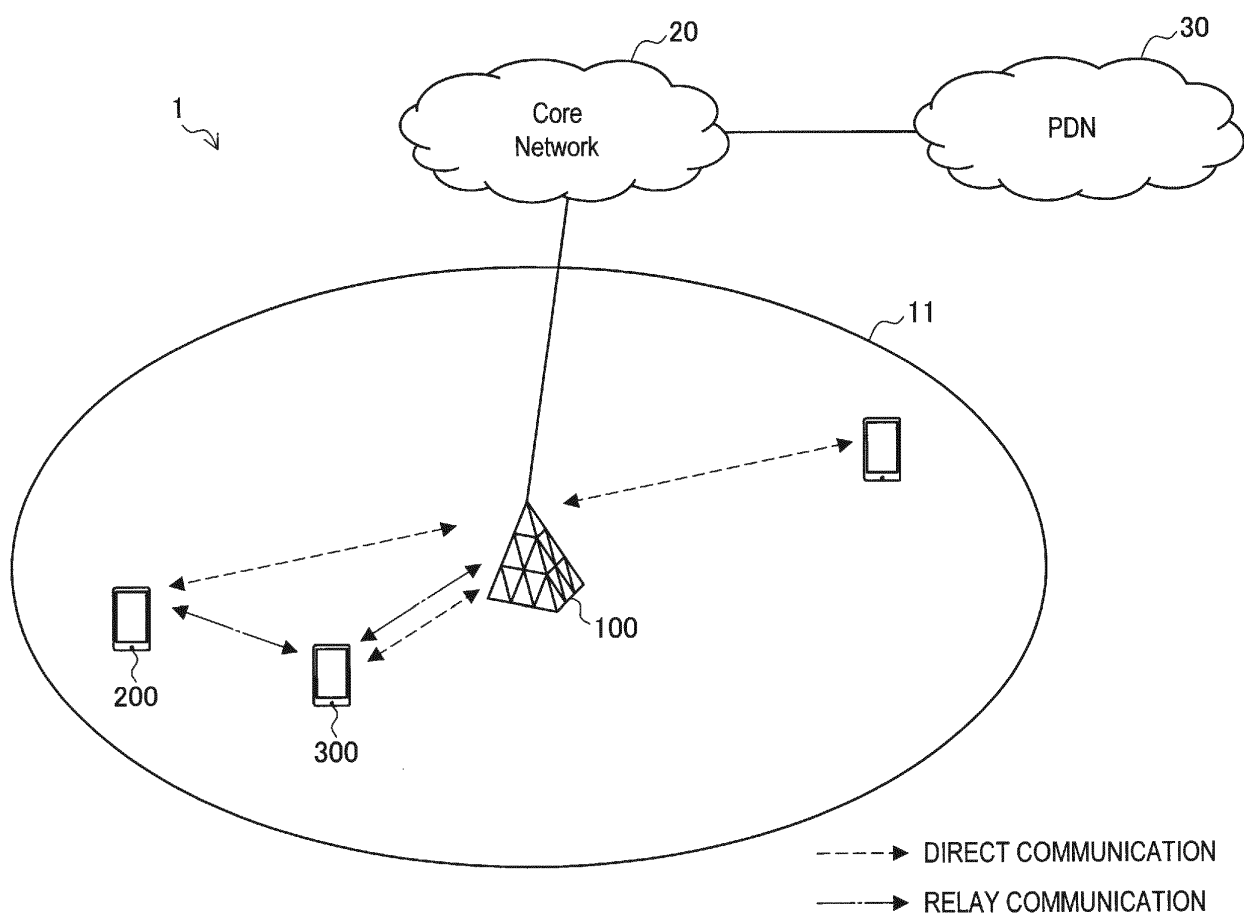 20
30
1
Core
Network
PDN
11
100
200
300
DIRECT COMMUNICATION
RELAY COMMUNICATION